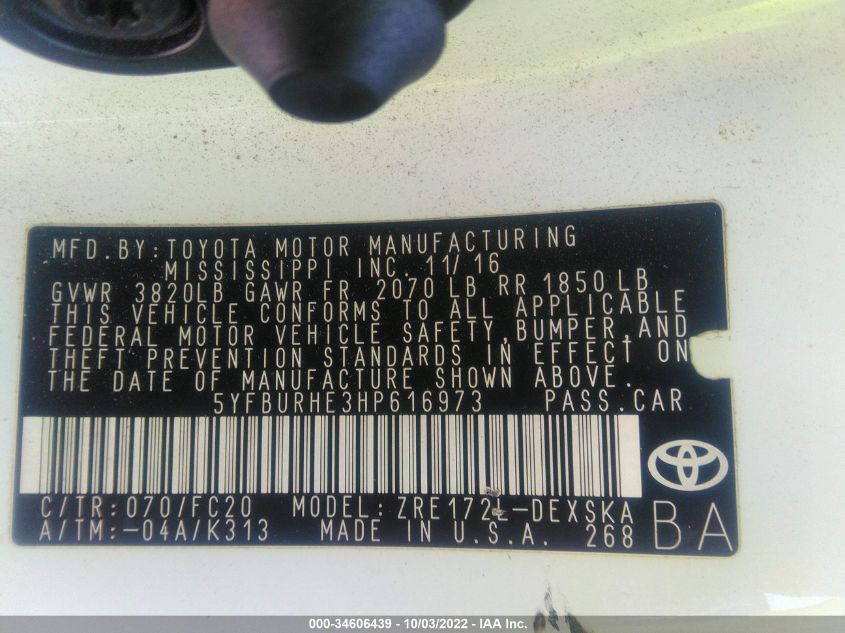 MFD.BY:TOYOTA MOTOR MANUFACTURING
MISSISSIPPI INC. 11/16
GVWR 3820LB GAWR FR. 2070 LB RR 1850 LB
THIS VEHICLE CONFORMS TO ALL APPLICABLE
FEDERAL MOTOR VEHICLE SAFETY,BUMPER,AND
THEFT PREVENTION STANDARDS IN EFFECT ON
THE DATE OF MANUFACTURE SHOWN ABOVE.
5YFBURHE3HP616973 PASS.CAR
C/TR:070/FC20 MODEL:ZRE172L-DEXSKA
A/TM:-04A/K313 MADE IN U.S.A. 268 BA
000-34606439 - 10/03/2022 - IAA Inc.